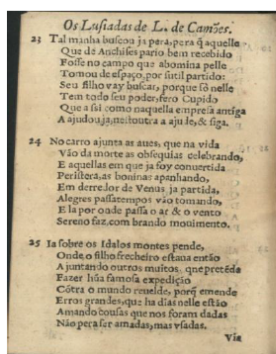 Os Lusiadas de L. de Camões.
23 Tal manha buscou ja pera, pera q̃ aquelle
Que de Anchises pario bem recebido
Fosse no campo que a bouina pelle
Tomou de espaço, por sutil partido:
Seu filho vay buscar, porque só nelle
Tem todo seu poder, fero Cupido
Que assi como naquella empresa antiga
A ajudou ja, nestoutra a ajude, & siga.
24 No carro ajunta as aues, que na vida
Vão da morte as obsequias celebrando,
E aquellas em que ja foy conuertida
Peristera, as boninas apanhando,
Em derredor de Venus ja partida,
Alegres passatempos vão tomando,
E la por onde passa o ar & o vento
Sereno faz com brando mouimento.
25 Ia sobre os Idalos montes pende,
Onde o filho frecheiro estaua então
Ajuntando outros muitos, que pretẽde
Fazer hũa famosa expedição
Cõtra o mundo reuelde, porq̃ emende
Erros grandes, que ha dias nelle estão
Amando cousas que nos foram dadas
Não pera ser amadas, mas vsadas.
Via